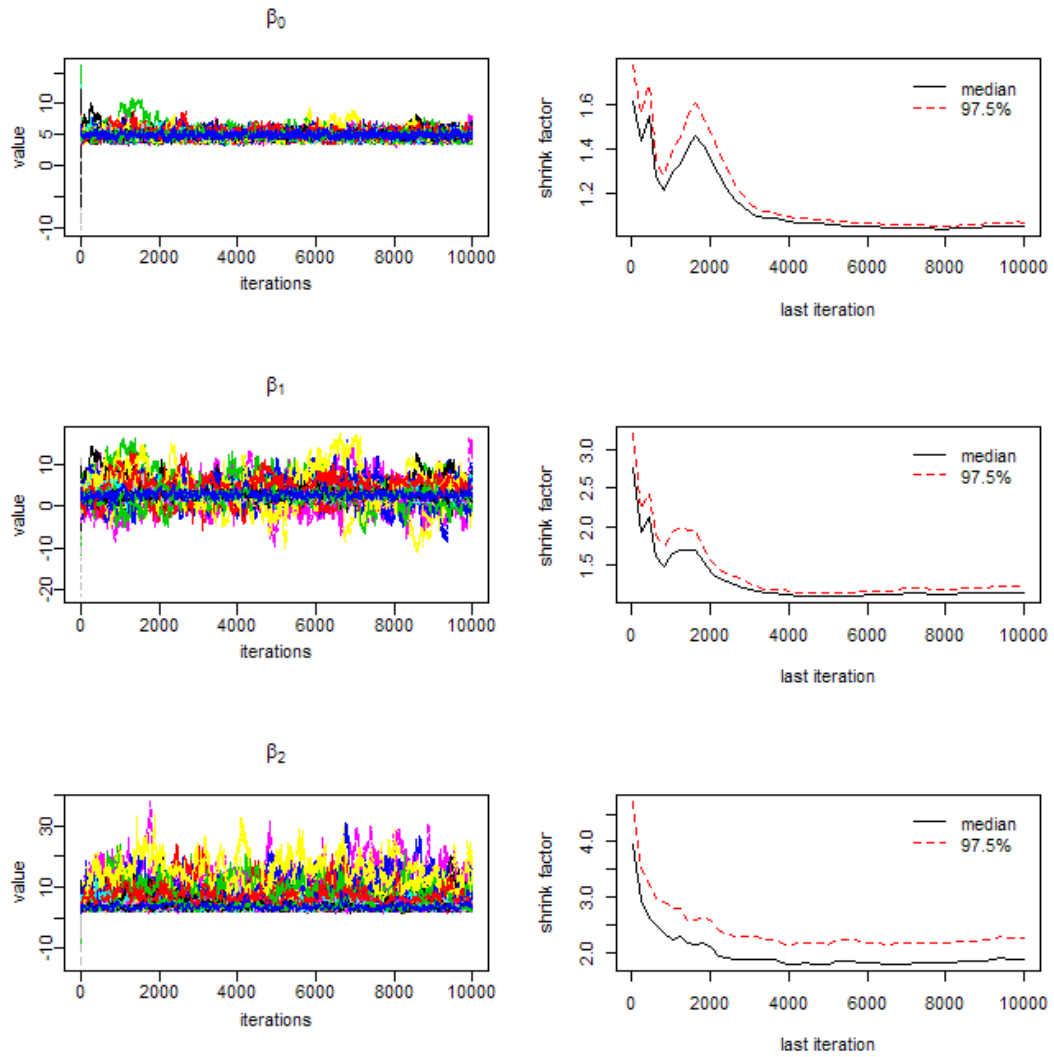 β₀
value
-10 0 5 10
0 2000 4000 6000 8000 10000
iterations
shrink factor
1.2 1.4 1.6
median
97.5%
0 2000 4000 6000 8000 10000
last iteration
β₁
value
-20 -10 0 10
0 2000 4000 6000 8000 10000
iterations
shrink factor
1.5 2.0 2.5 3.0
median
97.5%
0 2000 4000 6000 8000 10000
last iteration
β₂
value
-10 10 30
0 2000 4000 6000 8000 10000
iterations
shrink factor
2.0 3.0 4.0
median
97.5%
0 2000 4000 6000 8000 10000
last iteration